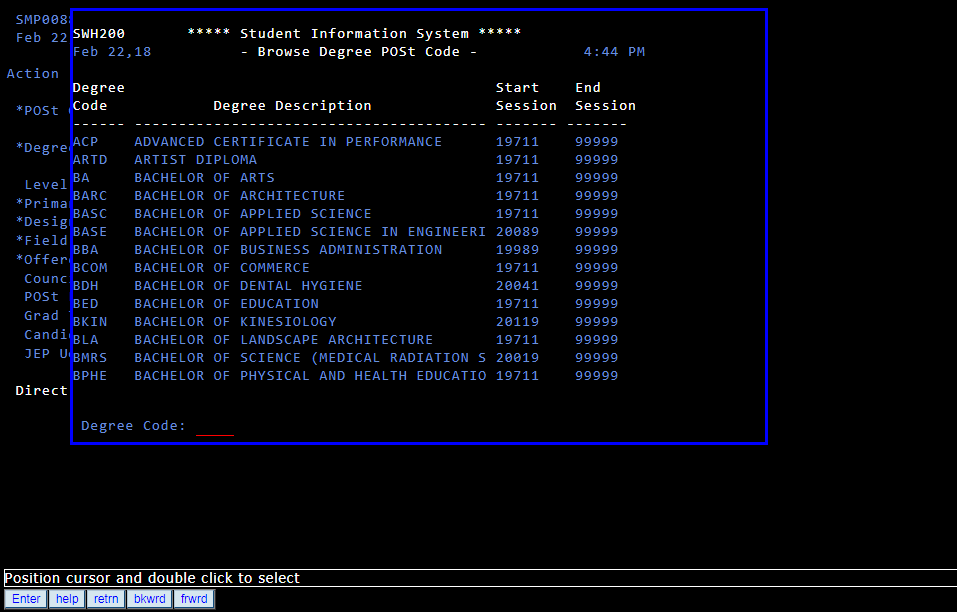 SMP008
SWH200 ***** Student Information System *****
Feb 22
Feb 22,18 - Browse Degree POSt Code - 4:44 PM
Action
Degree Start End
Code Degree Description Session Session
*POSt
------ ---------------------------------------- ------- -------
ACP ADVANCED CERTIFICATE IN PERFORMANCE 19711 99999
*Degre
ARTD ARTIST DIPLOMA 19711 99999
BA BACHELOR OF ARTS 19711 99999
Level
BARC BACHELOR OF ARCHITECTURE 19711 99999
*Prima
BASC BACHELOR OF APPLIED SCIENCE 19711 99999
*Desig
BASE BACHELOR OF APPLIED SCIENCE IN ENGINEERI 20089 99999
*Field
BBA BACHELOR OF BUSINESS ADMINISTRATION 19989 99999
*Offer
BCOM BACHELOR OF COMMERCE 19711 99999
Counc
BDH BACHELOR OF DENTAL HYGIENE 20041 99999
POSt
BED BACHELOR OF EDUCATION 19711 99999
Grad
BKIN BACHELOR OF KINESIOLOGY 20119 99999
Candi
BLA BACHELOR OF LANDSCAPE ARCHITECTURE 19711 99999
JEP U
BMRS BACHELOR OF SCIENCE (MEDICAL RADIATION S 20019 99999
BPHE BACHELOR OF PHYSICAL AND HEALTH EDUCATIO 19711 99999
Direct
Degree Code:
Position cursor and double click to select
Enter help retrn bkwrd frwrd